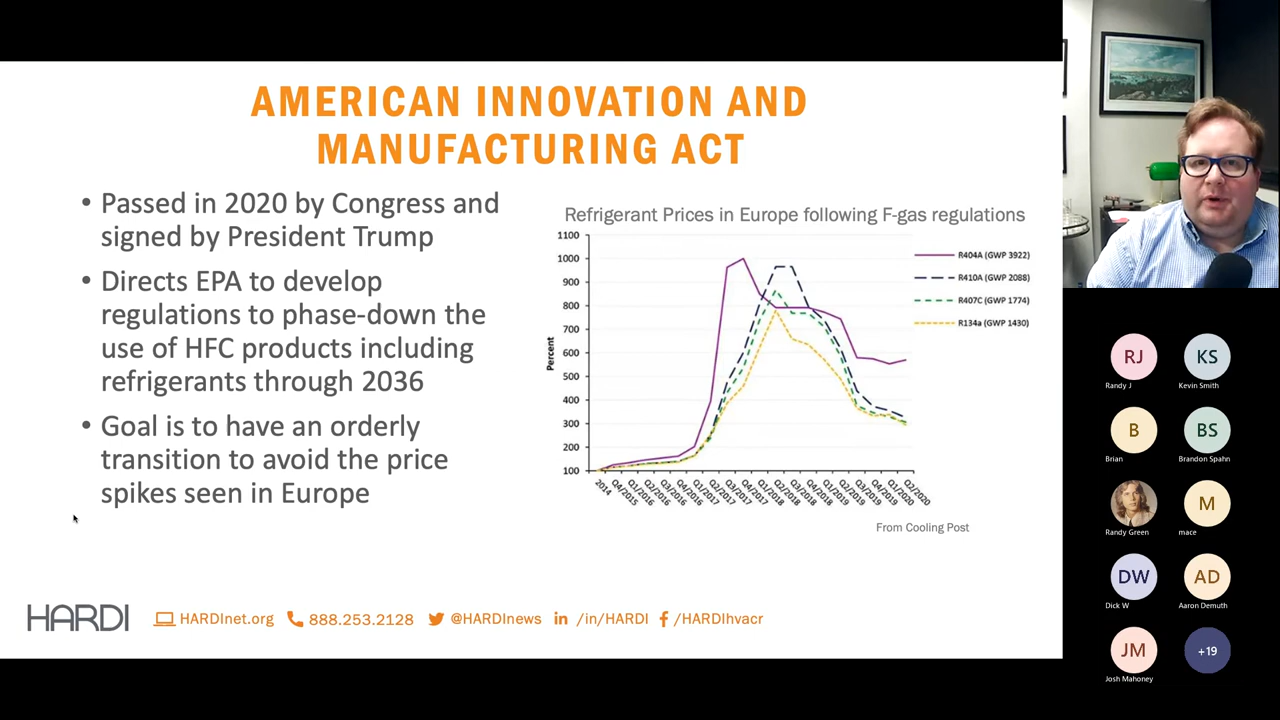 AMERICAN INNOVATION AND
MANUFACTURING ACT
• Passed in 2020 by Congress and
signed by President Trump
• Directs EPA to develop
regulations to phase-down the
use of HFC products including
refrigerants through 2036
• Goal is to have an orderly
transition to avoid the price
spikes seen in Europe
Refrigerant Prices in Europe following F-gas regulations
Percent
1100
1000
900
800
700
600
500
400
300
200
100
2014
Q4/2015
Q1/2016
Q2/2016
Q3/2016
Q4/2016
Q1/2017
Q2/2017
Q3/2017
Q4/2017
Q1/2018
Q2/2018
Q3/2018
Q4/2018
Q1/2019
Q2/2019
Q3/2019
Q4/2019
Q1/2020
Q2/2020
R404A (GWP 3922)
R410A (GWP 2088)
R407C (GWP 1774)
R134a (GWP 1430)
From Cooling Post
HARDI HARDInet.org 888.253.2128 @HARDInews in /in/HARDI f /HARDIhvacr
RJ KS
Randy J Kevin Smith
B BS
Brian Brandon Spahn
M
Randy Green mace
DW AD
Dick W Aaron Demuth
JM +19
Josh Mahoney